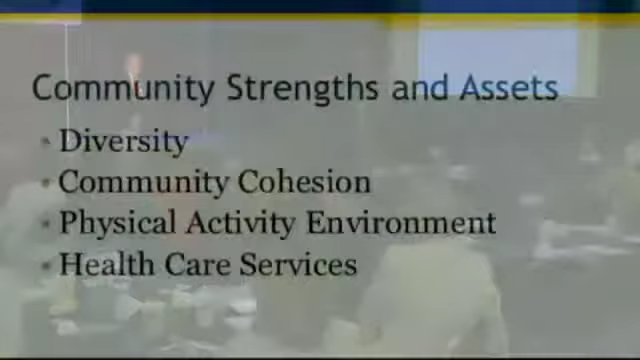 Community Strengths and Assets
Diversity
Community Cohesion
Physical Activity Environment
Health Care Services